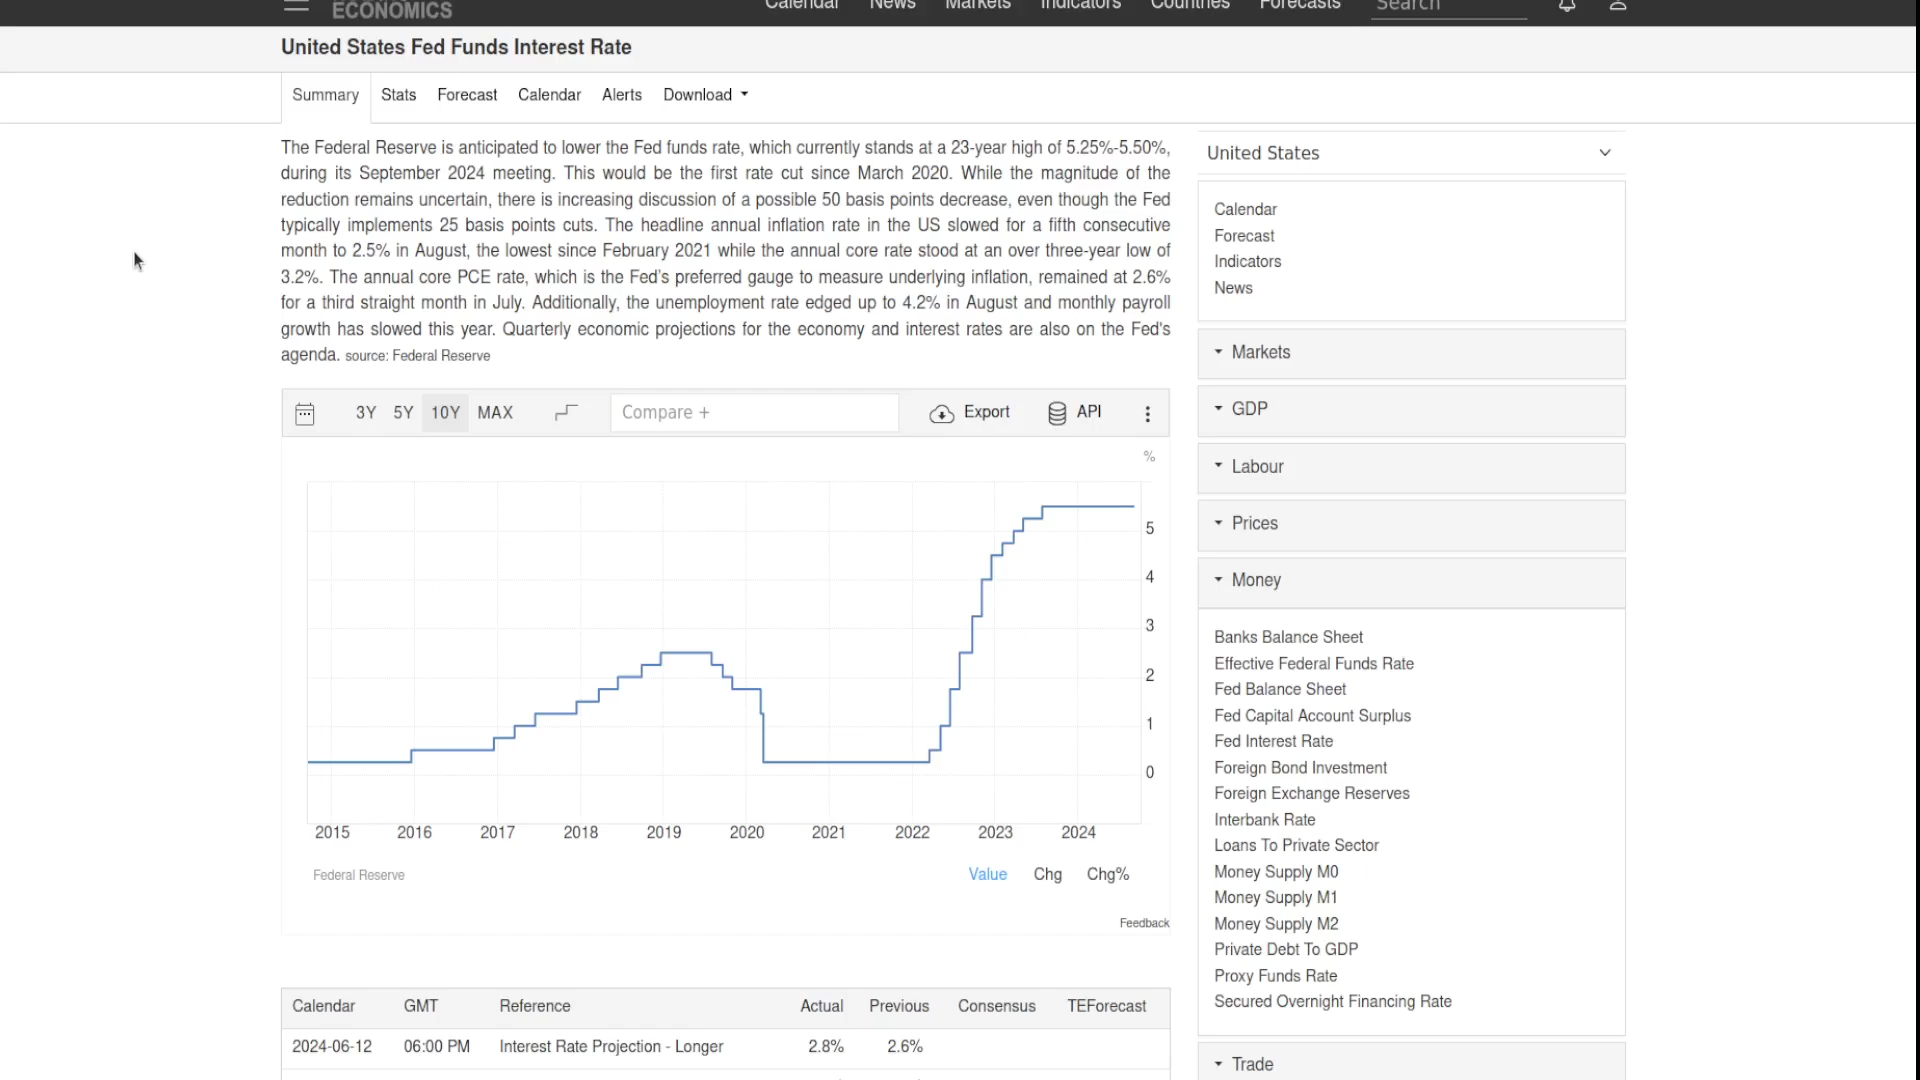 ECONOMICS
Calendar News Markets Indicators Countries Forecasts Search
United States Fed Funds Interest Rate
Summary Stats Forecast Calendar Alerts Download
The Federal Reserve is anticipated to lower the Fed funds rate, which currently stands at a 23-year high of 5.25%-5.50%,
during its September 2024 meeting. This would be the first rate cut since March 2020. While the magnitude of the
reduction remains uncertain, there is increasing discussion of a possible 50 basis points decrease, even though the Fed
typically implements 25 basis points cuts. The headline annual inflation rate in the US slowed for a fifth consecutive
month to 2.5% in August, the lowest since February 2021 while the annual core rate stood at an over three-year low of
3.2%. The annual core PCE rate, which is the Fed's preferred gauge to measure underlying inflation, remained at 2.6%
for a third straight month in July. Additionally, the unemployment rate edged up to 4.2% in August and monthly payroll
growth has slowed this year. Quarterly economic projections for the economy and interest rates are also on the Fed's
agenda. source: Federal Reserve
3Y 5Y 10Y MAX Compare + Export API
%
5
4
3
2
1
0
2015 2016 2017 2018 2019 2020 2021 2022 2023 2024
Federal Reserve Value Chg Chg%
Feedback
Calendar GMT Reference Actual Previous Consensus TEForecast
2024-06-12 06:00 PM Interest Rate Projection - Longer 2.8% 2.6%
United States
Calendar
Forecast
Indicators
News
Markets
GDP
Labour
Prices
Money
Banks Balance Sheet
Effective Federal Funds Rate
Fed Balance Sheet
Fed Capital Account Surplus
Fed Interest Rate
Foreign Bond Investment
Foreign Exchange Reserves
Interbank Rate
Loans To Private Sector
Money Supply M0
Money Supply M1
Money Supply M2
Private Debt To GDP
Proxy Funds Rate
Secured Overnight Financing Rate
Trade